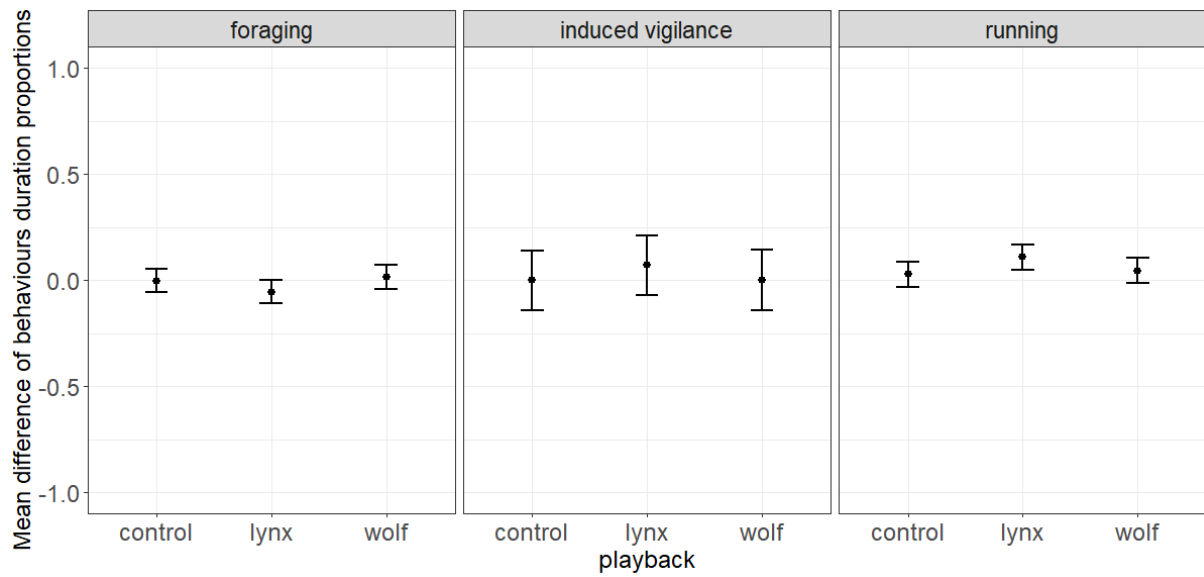 foraging
induced vigilance
running
Mean difference of behaviours duration proportions
1.0
0.5
0.0
-0.5
-1.0
control lynx wolf
control lynx wolf
control lynx wolf
playback